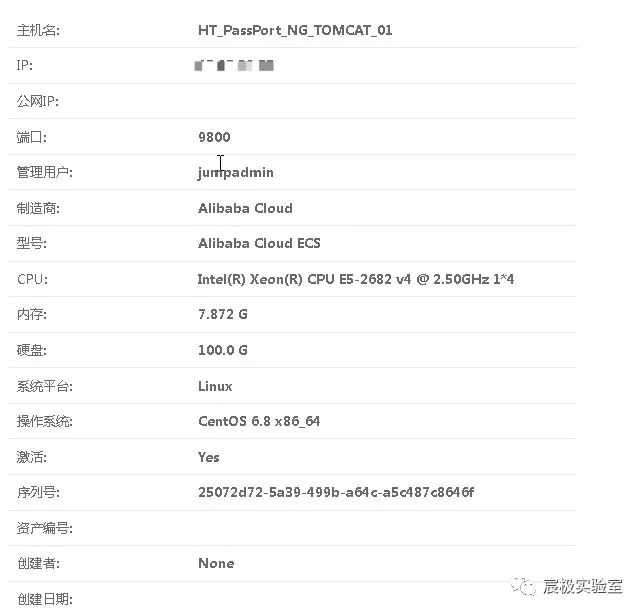 主机名: HT_PassPort_NG_TOMCAT_01
IP:
公网IP:
端口: 9800
管理用户: jumpadmin
制造商: Alibaba Cloud
型号: Alibaba Cloud ECS
CPU: Intel(R) Xeon(R) CPU E5-2682 v4 @ 2.50GHz 1*4
内存: 7.872 G
硬盘: 100.0 G
系统平台: Linux
操作系统: CentOS 6.8 x86_64
激活: Yes
序列号: 25072d72-5a39-499b-a64c-a5c487c8646f
资产编号:
创建者: None
创建日期:
宸极实验室